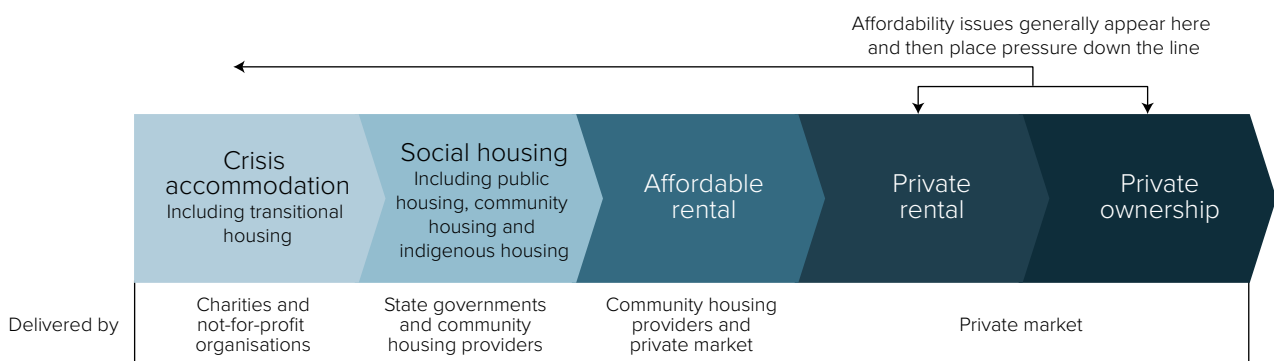 Affordability issues generally appear here
and then place pressure down the line
Crisis
accommodation
Including transitional
housing
Social housing
Including public
housing, community
housing and
indigenous housing
Affordable
rental
Private
rental
Private
ownership
Delivered by
Charities and
not-for-profit
organisations
State governments
and community
housing providers
Community housing
providers and
private market
Private market